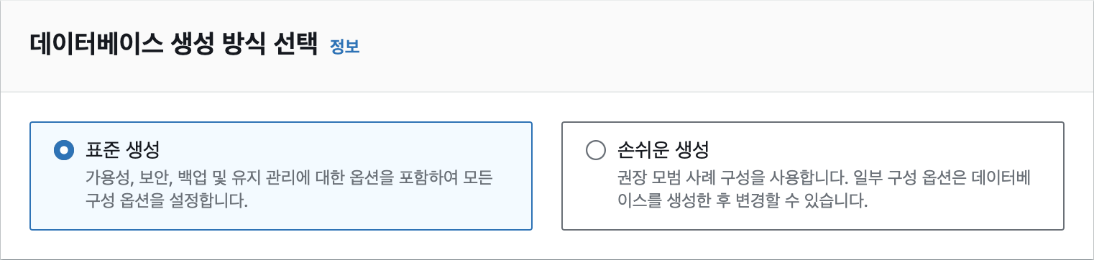 데이터베이스 생성 방식 선택 정보
표준 생성
가용성, 보안, 백업 및 유지 관리에 대한 옵션을 포함하여 모든
구성 옵션을 설정합니다.
손쉬운 생성
권장 모범 사례 구성을 사용합니다. 일부 구성 옵션은 데이터베
이스를 생성한 후 변경할 수 있습니다.